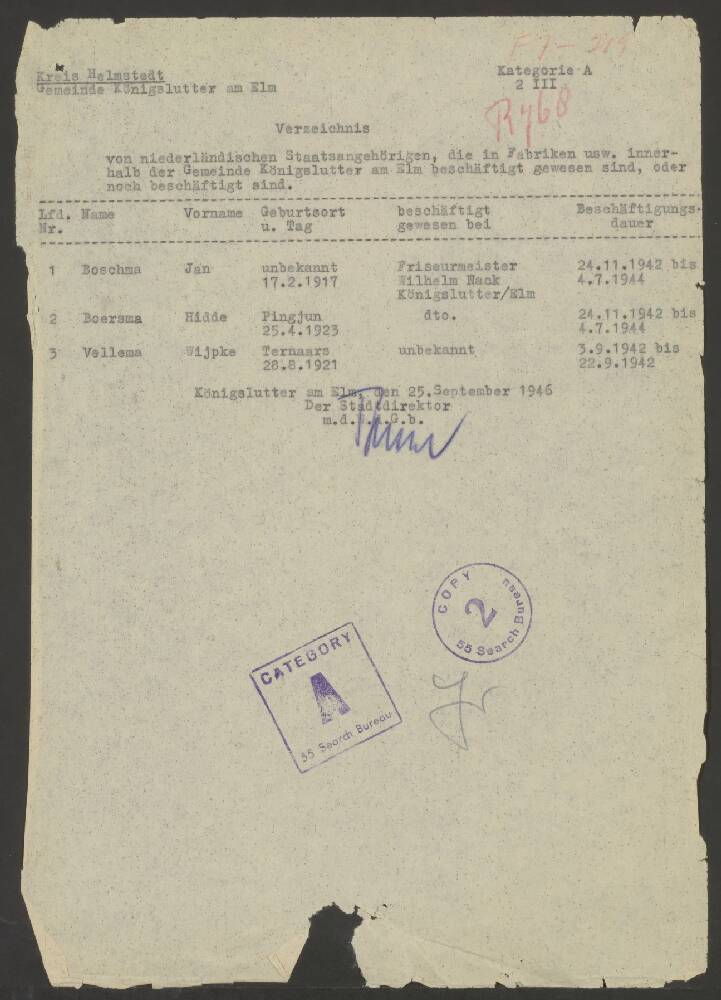 F 7 - 
Kreis Helmstedt
Gemeinde Königslutter am Elm
Kategorie A
2 III
R468
Verzeichnis
von niederländischen Staatsangehörigen, die in Fabriken usw. inner-
halb der Gemeinde Königslutter am Elm beschäftigt gewesen sind, oder
noch beschäftigt sind.
Lfd. Name Vorname Geburtsort beschäftigt Beschäftigungs-
Nr. u. Tag gewesen bei dauer
1 Boschma Jan unbekannt Friseurmeister 24.11.1942 bis
17.2.1917 Wilhelm Nack 4.7.1944
Königslutter/Elm
2 Boersma Hidde Pingjun dto. 24.11.1942 bis
25.4.1923 4.7.1944
3 Vellema Wijpke Ternaars unbekannt 3.9.1942 bis
28.8.1921 22.9.1942
Königslutter am Elm, den 25.September 1946
Der Stadtdirektor
m.d.W.d.G.b.
COPY
2
55 Search Bureau
CATEGORY
A
55 Search Bureau